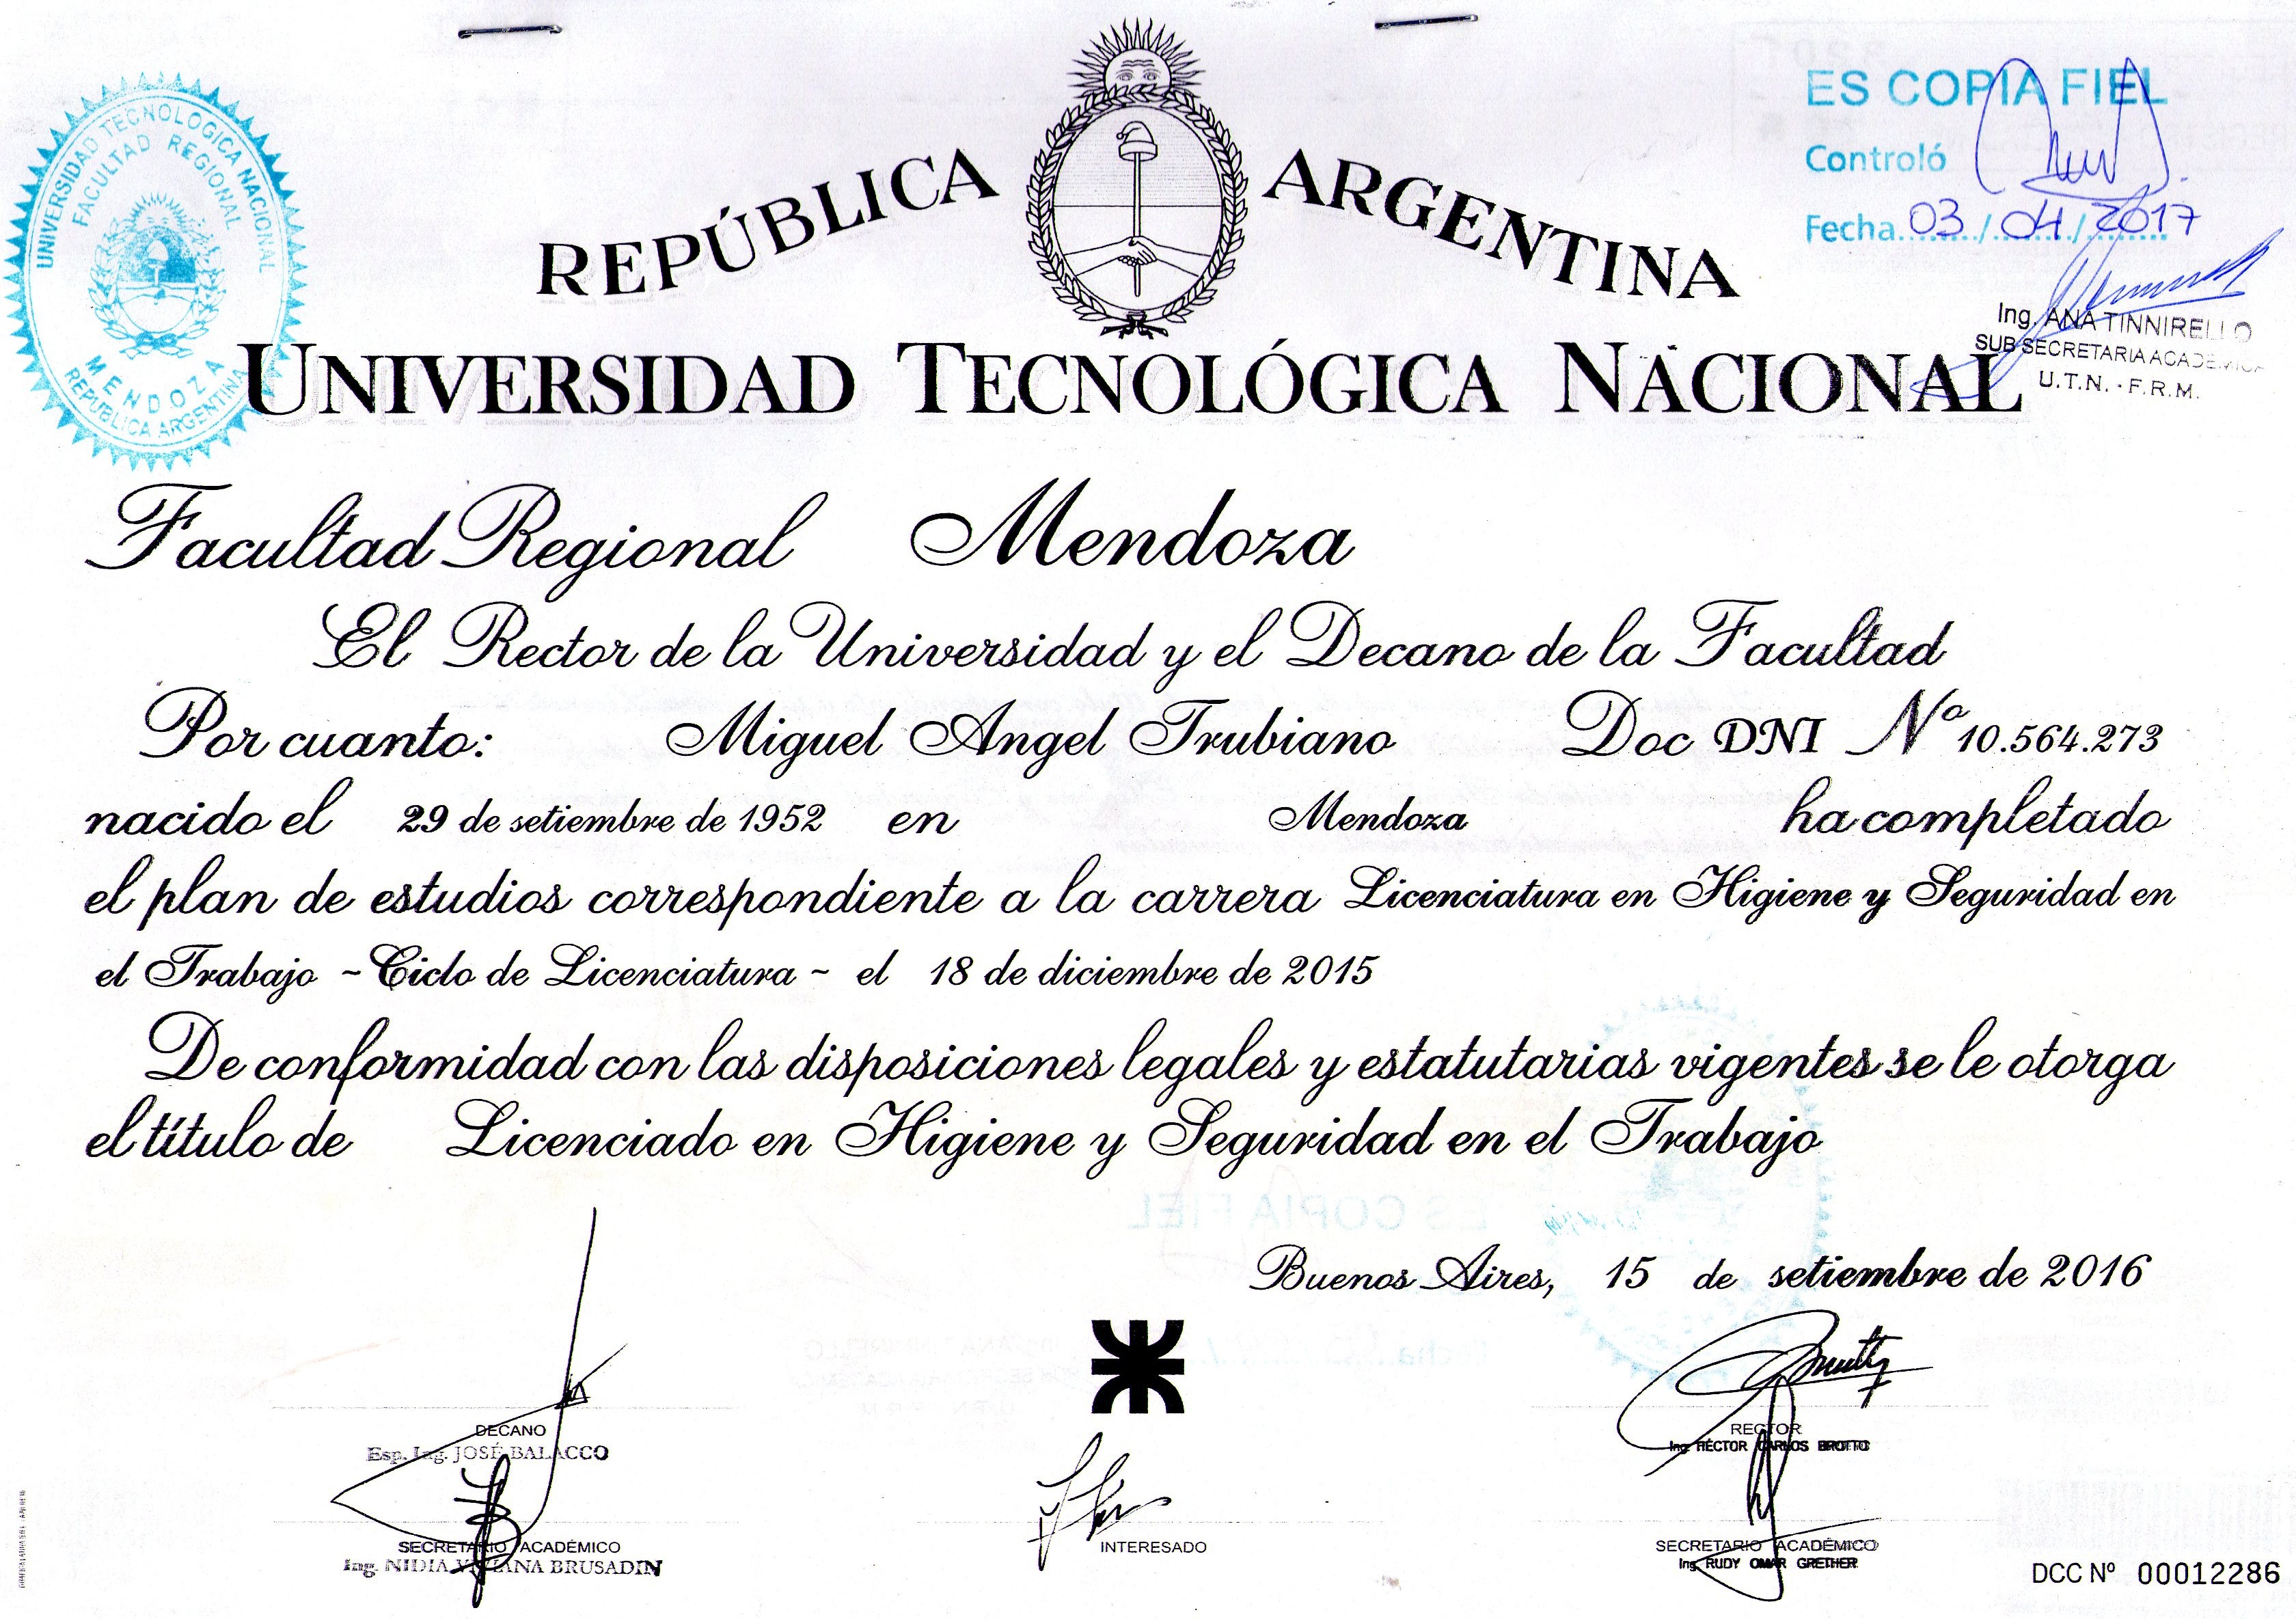 ES COPIA FIEL
Controló
Fecha 03/04/2017
Ing. ANA TINNIRELLO
SUB SECRETARIA ACADÉMICA
U.T.N. - F.R.M.
UNIVERSIDAD TECNOLOGICA NACIONAL
FACULTAD REGIONAL
MENDOZA
REPUBLICA ARGENTINA
REPÚBLICA ARGENTINA
UNIVERSIDAD TECNOLÓGICA NACIONAL
Facultad Regional Mendoza
El Rector de la Universidad y el Decano de la Facultad
Por cuanto: Miguel Angel Trubiano Doc DNI Nº 10.564.273
nacido el 29 de setiembre de 1952 en Mendoza ha completado
el plan de estudios correspondiente a la carrera Licenciatura en Higiene y Seguridad en
el Trabajo - Ciclo de Licenciatura - el 18 de diciembre de 2015
De conformidad con las disposiciones legales y estatutarias vigentes se le otorga
el título de Licenciado en Higiene y Seguridad en el Trabajo
Buenos Aires, 15 de setiembre de 2016
DECANO
Esp. Ing. JOSÉ BALACCO
RECTOR
Ing. HÉCTOR CARLOS BROTTO
SECRETARIO ACADÉMICO
Ing. NIDIA VIVIANA BRUSADIN
INTERESADO
SECRETARIO ACADÉMICO
Ing. RUDY OMAR GRETHER
DCC Nº 00012286